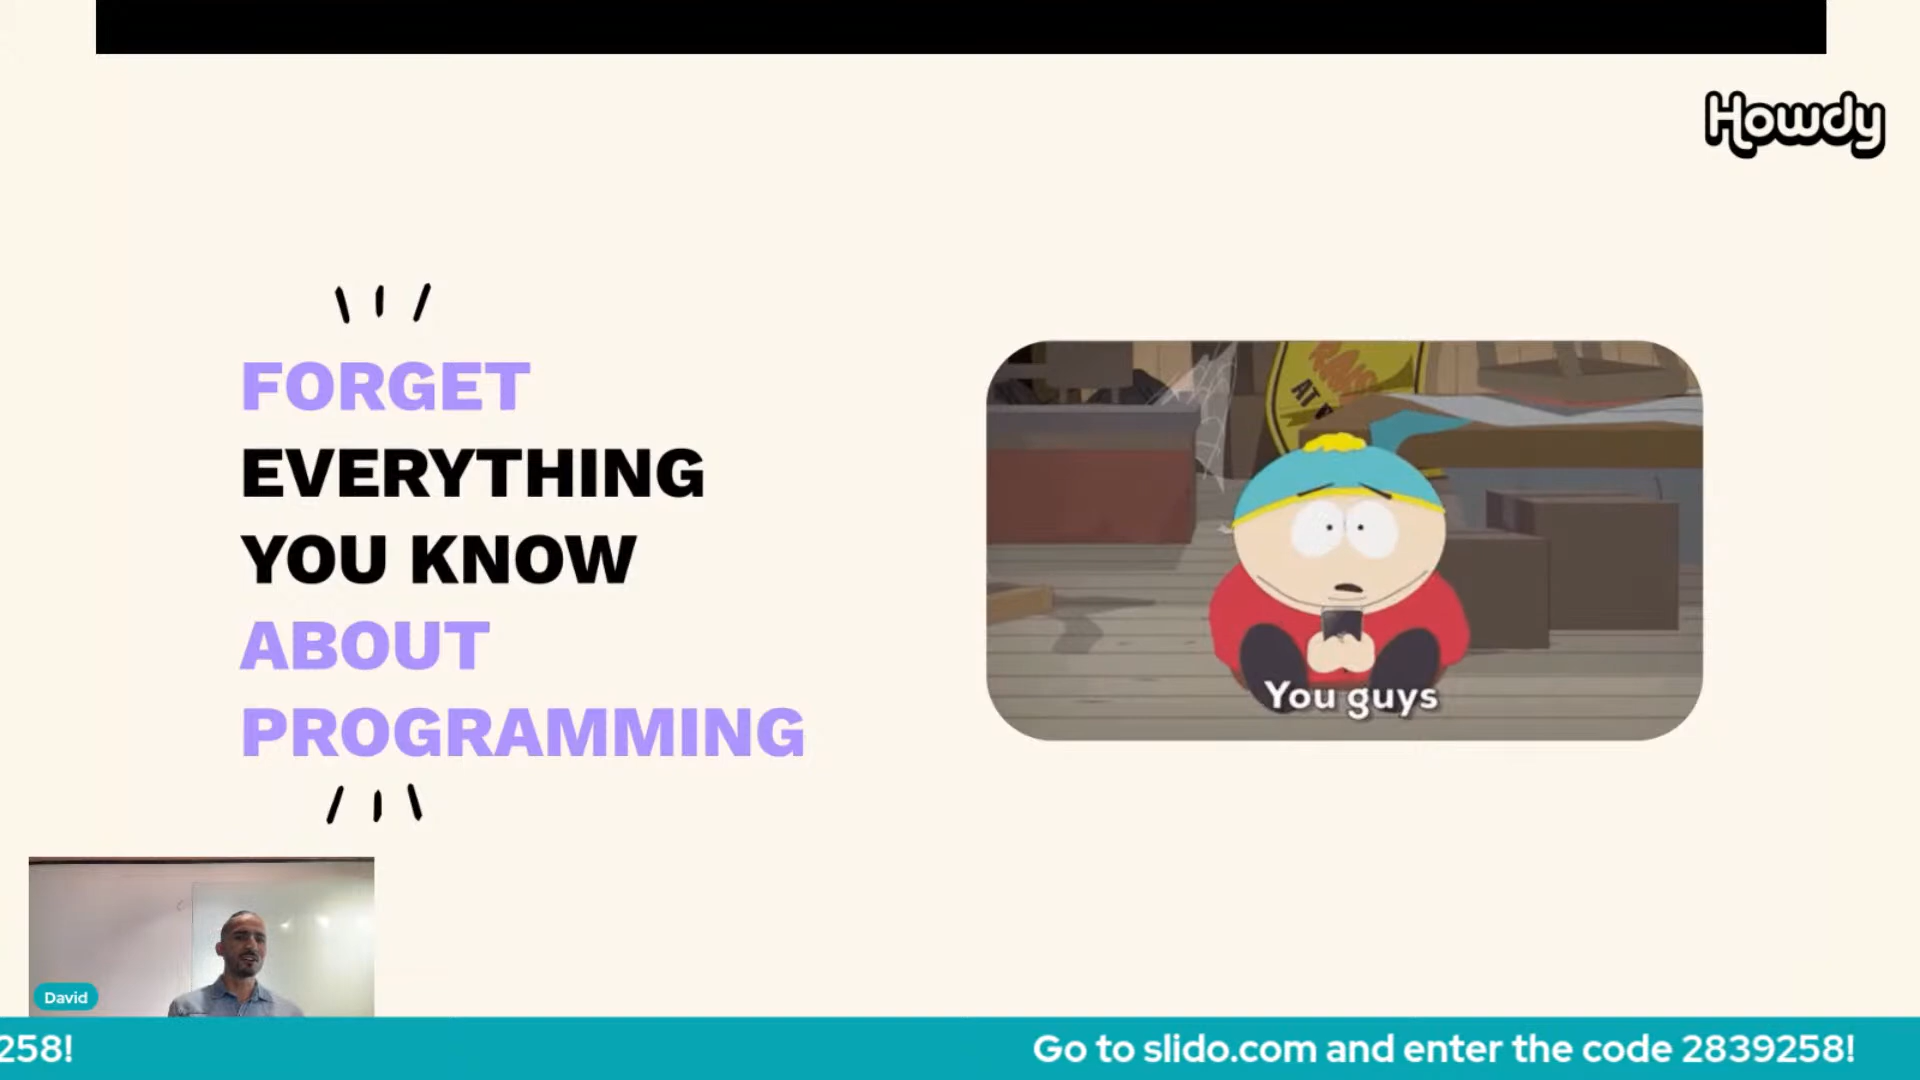 Howdy
FORGET
EVERYTHING
YOU KNOW
ABOUT
PROGRAMMING
You guys
David
258!
Go to slido.com and enter the code 2839258!